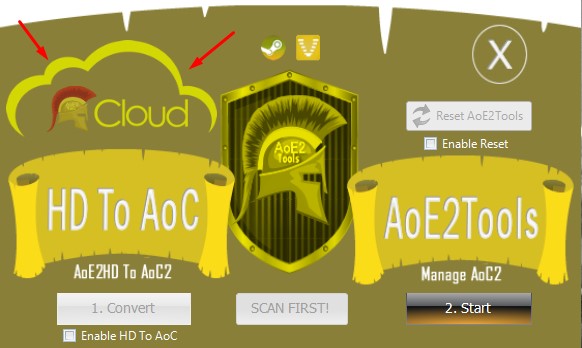 X
Cloud
Reset AoE2Tools
Enable Reset
AoE2
Tools
HD To AoC
AoE2HD To AoC2
AoE2Tools
Manage AoC2
1. Convert
SCAN FIRST!
2. Start
Enable HD To AoC